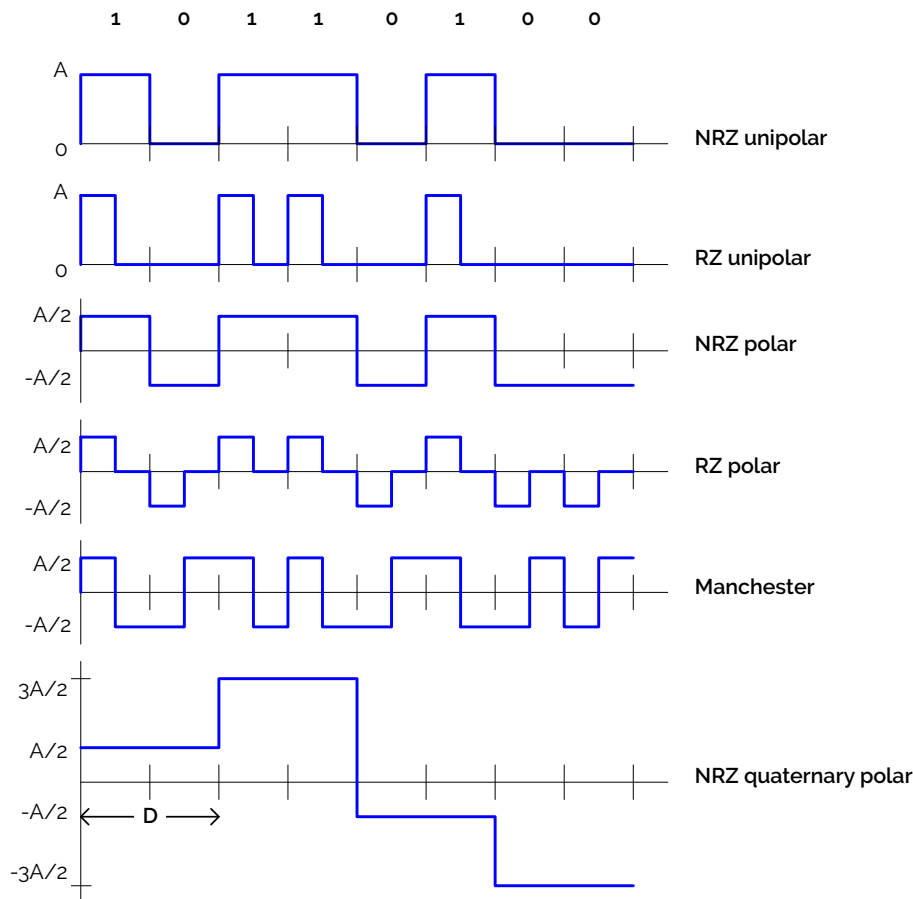 1 0 1 1 0 1 0 0
A
0
NRZ unipolar
A
0
RZ unipolar
A/2
-A/2
NRZ polar
A/2
-A/2
RZ polar
A/2
-A/2
Manchester
3A/2
A/2
-A/2
-3A/2
D
NRZ quaternary polar